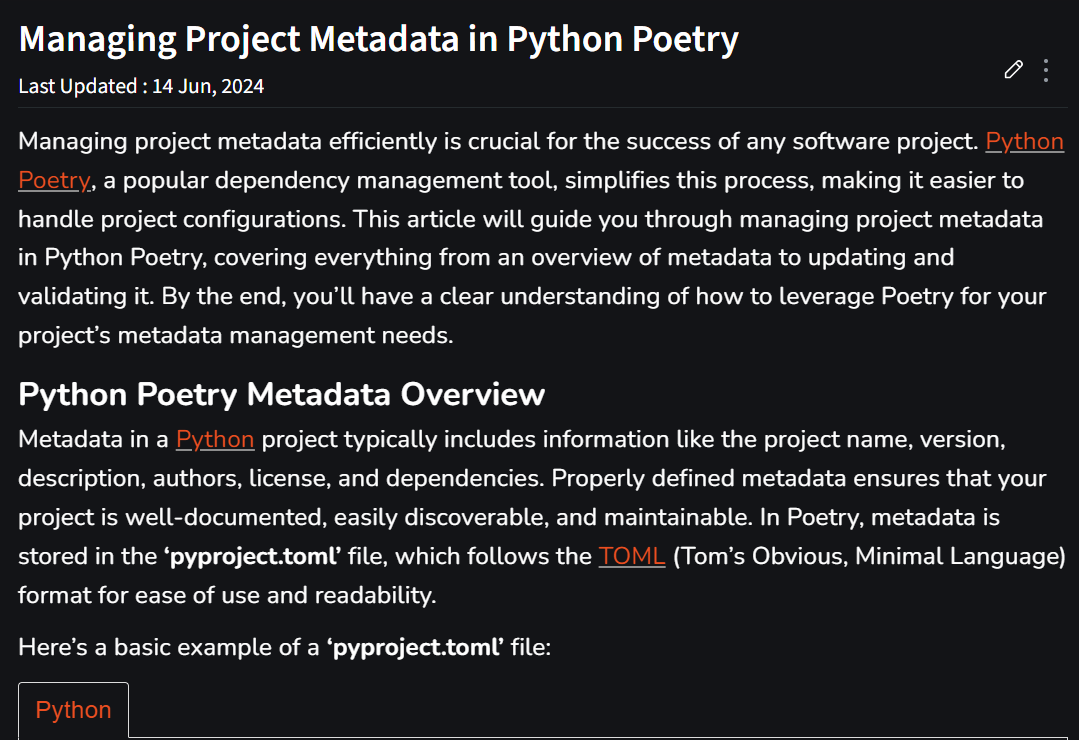 Managing Project Metadata in Python Poetry
Last Updated : 14 Jun, 2024
Managing project metadata efficiently is crucial for the success of any software project. Python
Poetry, a popular dependency management tool, simplifies this process, making it easier to
handle project configurations. This article will guide you through managing project metadata
in Python Poetry, covering everything from an overview of metadata to updating and
validating it. By the end, you’ll have a clear understanding of how to leverage Poetry for your
project’s metadata management needs.
Python Poetry Metadata Overview
Metadata in a Python project typically includes information like the project name, version,
description, authors, license, and dependencies. Properly defined metadata ensures that your
project is well-documented, easily discoverable, and maintainable. In Poetry, metadata is
stored in the ‘pyproject.toml’ file, which follows the TOML (Tom’s Obvious, Minimal Language)
format for ease of use and readability.
Here’s a basic example of a ‘pyproject.toml’ file:
Python